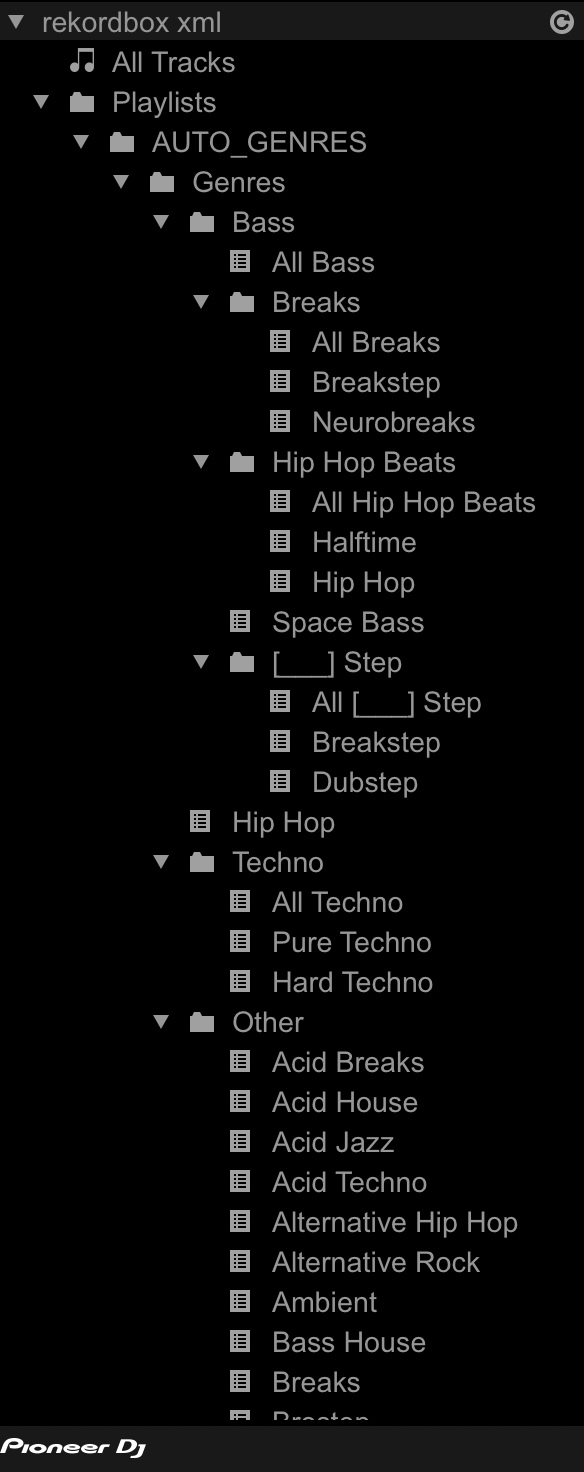 rekordbox xml
All Tracks
Playlists
AUTO_GENRES
Genres
Bass
All Bass
Breaks
All Breaks
Breakstep
Neurobreaks
Hip Hop Beats
All Hip Hop Beats
Halftime
Hip Hop
Space Bass
[___] Step
All [___] Step
Breakstep
Dubstep
Hip Hop
Techno
All Techno
Pure Techno
Hard Techno
Other
Acid Breaks
Acid House
Acid Jazz
Acid Techno
Alternative Hip Hop
Alternative Rock
Ambient
Bass House
Breaks
Pioneer Dj